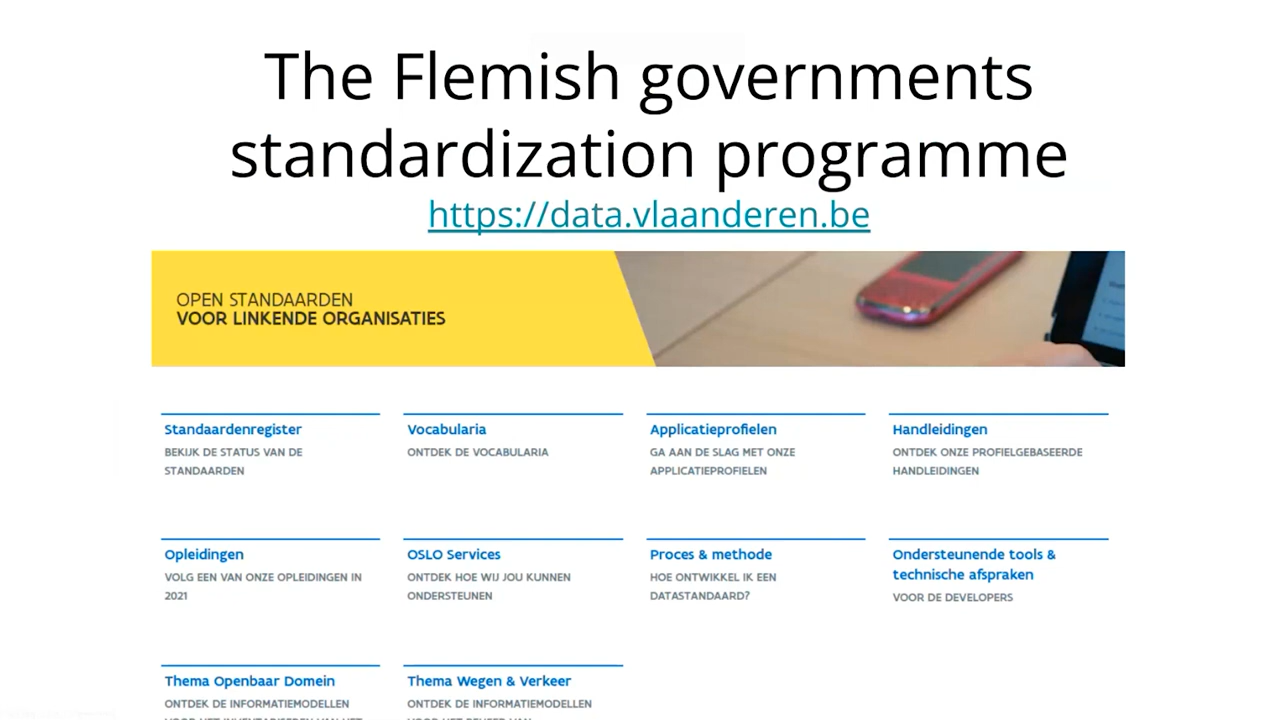 The Flemish governments
standardization programme
https://data.vlaanderen.be
OPEN STANDAARDEN
VOOR LINKENDE ORGANISATIES
Standaardenregister
BEKIJK DE STATUS VAN DE
STANDAARDEN
Vocabularia
ONTDEK DE VOCABULARIA
Applicatieprofielen
GA AAN DE SLAG MET ONZE
APPLICATIEPROFIELEN
Handleidingen
ONTDEK ONZE PROFIELGEBASEERDE
HANDLEIDINGEN
Opleidingen
VOLG EEN VAN ONZE OPLEIDINGEN IN
2021
OSLO Services
ONTDEK HOE WIJ JOU KUNNEN
ONDERSTEUNEN
Proces & methode
HOE ONTWIKKEL IK EEN
DATASTANDAARD?
Ondersteunende tools &
technische afspraken
VOOR DE DEVELOPERS
Thema Openbaar Domein
ONTDEK DE INFORMATIEMODELLEN
Thema Wegen & Verkeer
ONTDEK DE INFORMATIEMODELLEN